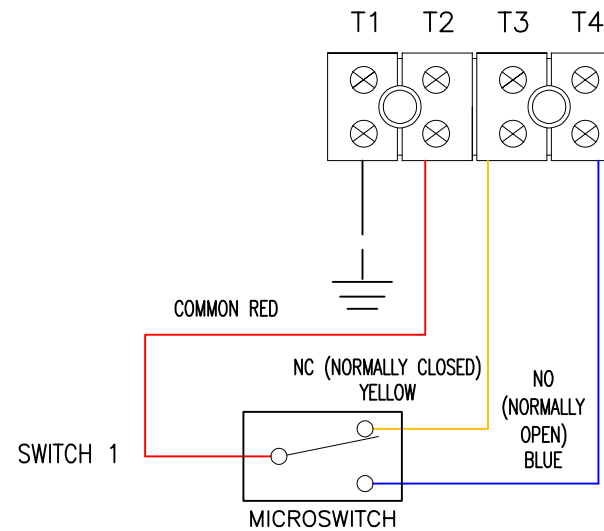 T1 T2 T3 T4
COMMON RED
NC (NORMALLY CLOSED)
YELLOW
NO
(NORMALLY
OPEN)
BLUE
SWITCH 1
MICROSWITCH